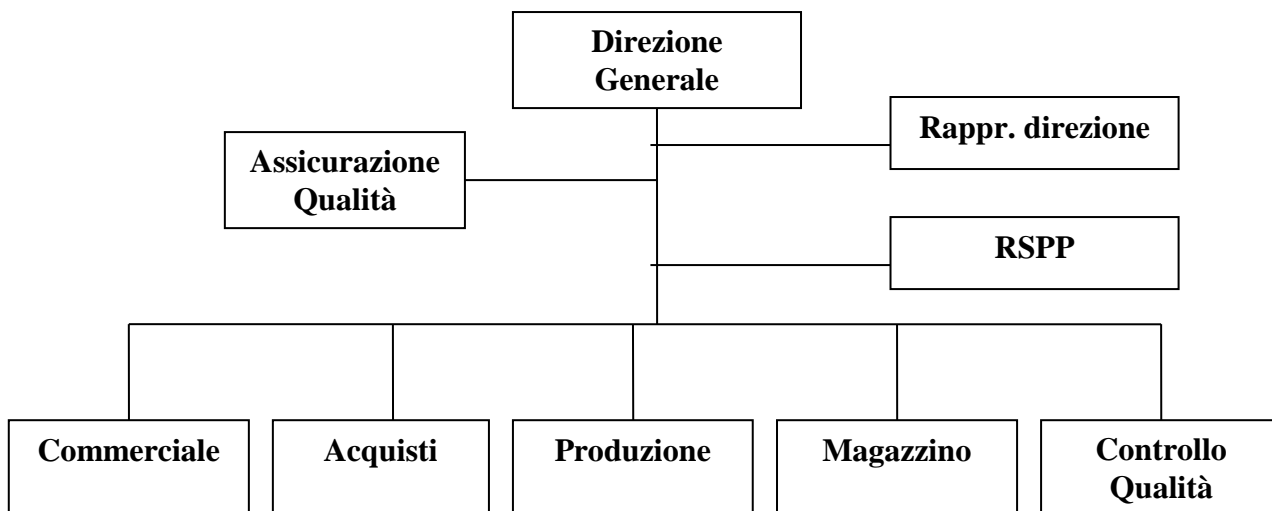 Direzione
Generale
Rappr. direzione
Assicurazione
Qualità
RSPP
Commerciale
Acquisti
Produzione
Magazzino
Controllo
Qualità